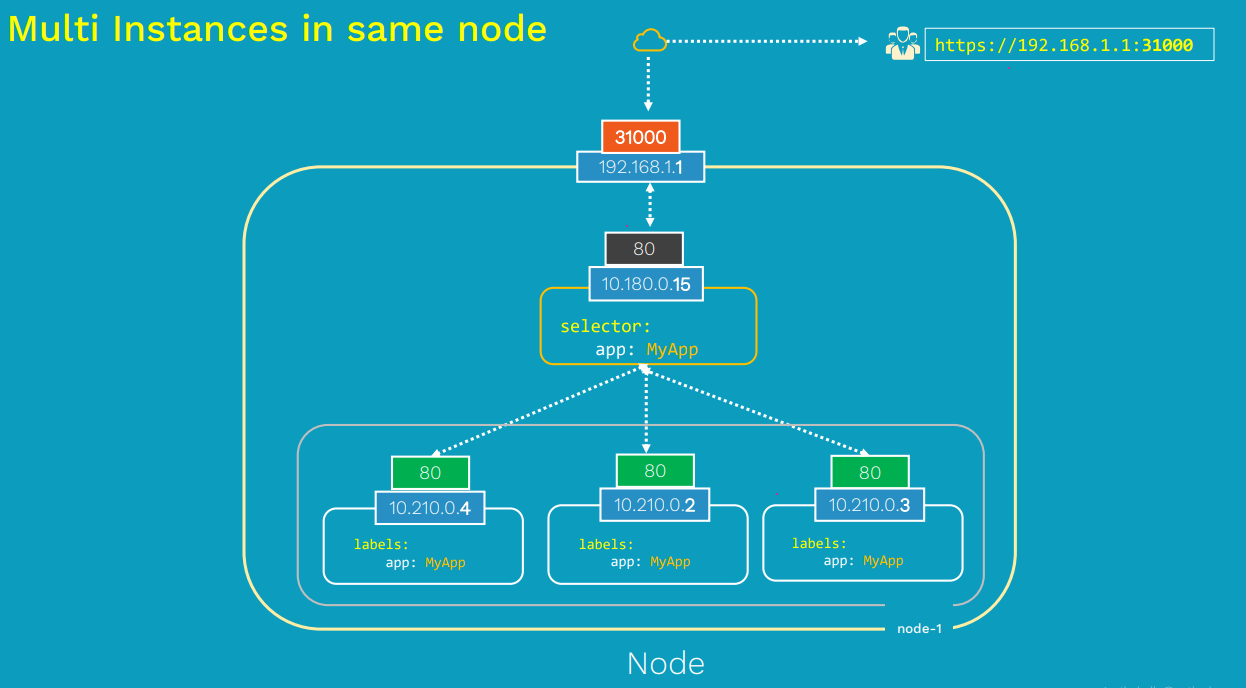 Multi Instances in same node
https://192.168.1.1:31000
31000
192.168.1.1
80
10.180.0.15
selector:
app: MyApp
80
10.210.0.4
labels:
app: MyApp
80
10.210.0.2
labels:
app: MyApp
80
10.210.0.3
labels:
app: MyApp
node-1
Node